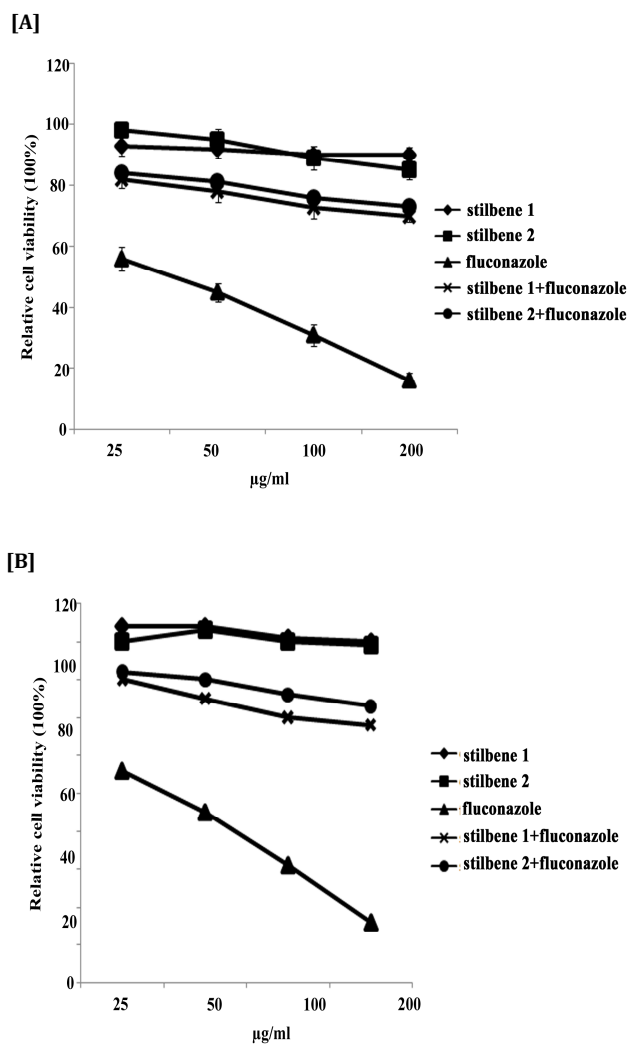 [A]
120
100
80
60
40
20
0
Relative cell viability (100%)
25 50 100 200
µg/ml
stilbene 1
stilbene 2
fluconazole
stilbene 1+fluconazole
stilbene 2+fluconazole
[B]
120
100
80
60
40
20
0
Relative cell viability (100%)
25 50 100 200
µg/ml
stilbene 1
stilbene 2
fluconazole
stilbene 1+fluconazole
stilbene 2+fluconazole